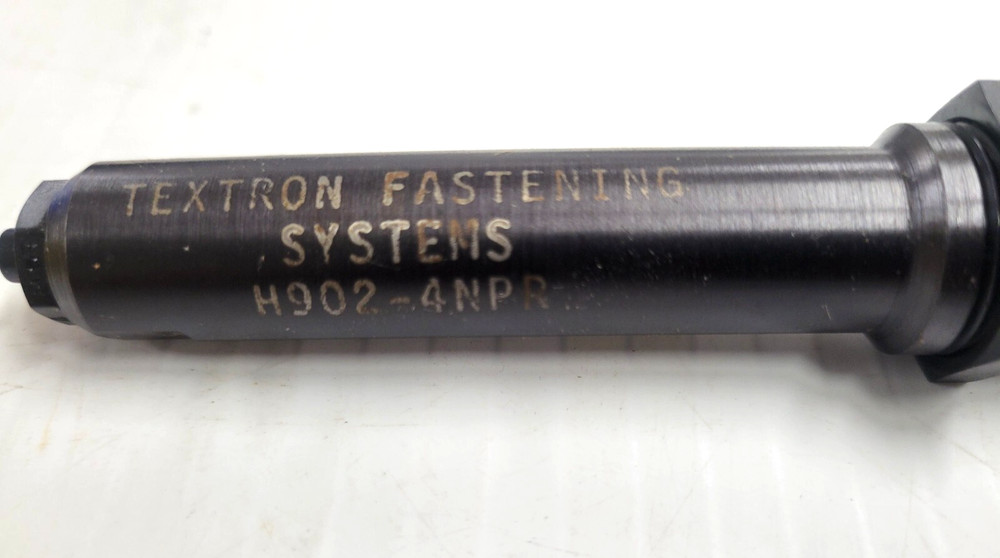 TEXTRON FASTENING
SYSTEMS
H902-4NPR